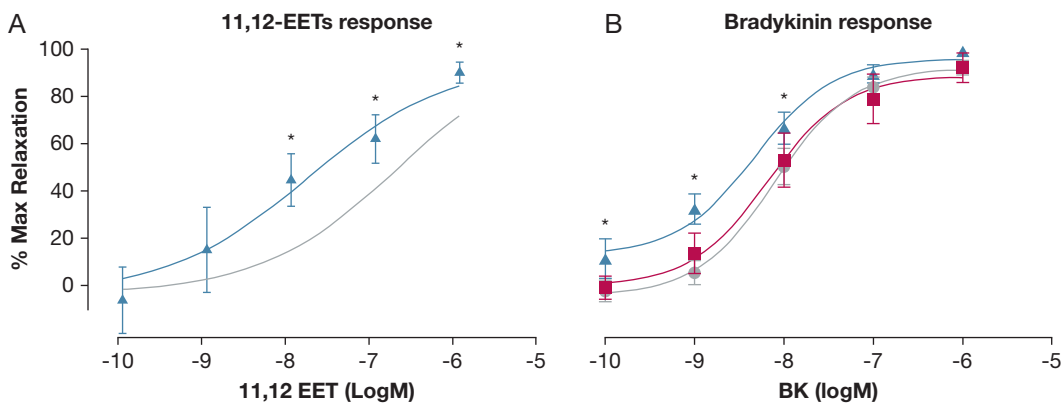 A
11,12-EETs response
% Max Relaxation
100
80
60
40
20
0
* * * *
-10 -9 -8 -7 -6 -5
11,12 EET (LogM)
B
Bradykinin response
* * *
-10 -9 -8 -7 -6 -5
BK (logM)